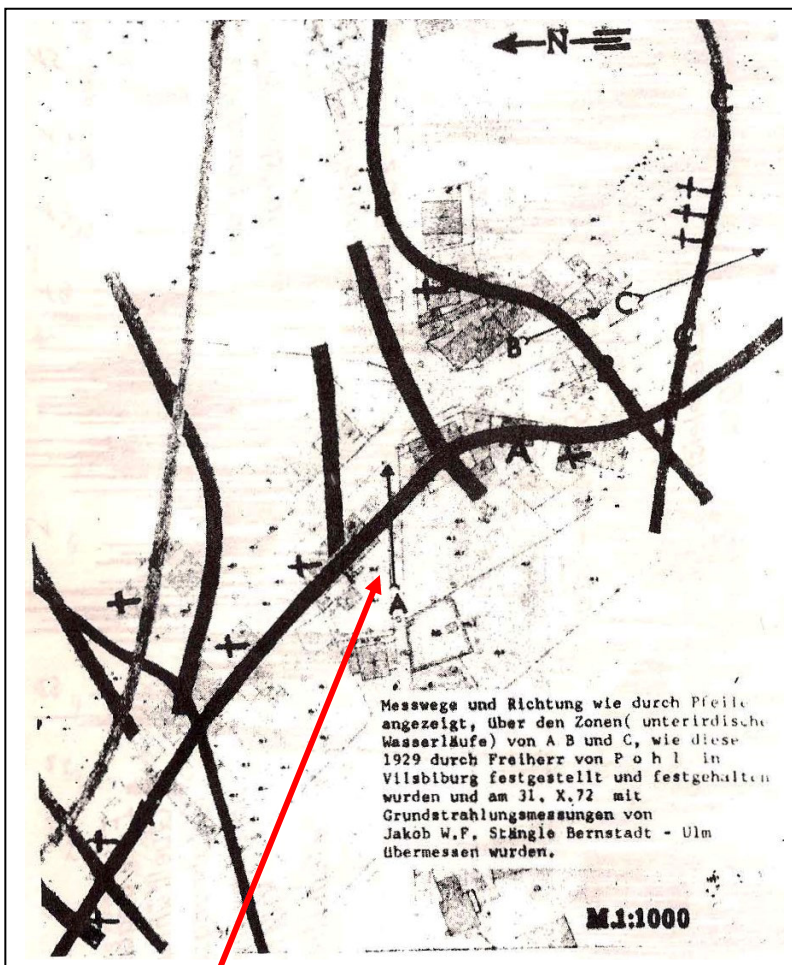 N
C
B
A
A
Messwege und Richtung wie durch Pfeile
angezeigt, über den Zonen( unterirdische
Wasserläufe) von A B und C, wie diese
1929 durch Freiherr von P o h l in
Vilsbiburg festgestellt und festgehalten
wurden und am 31. X.72 mit
Grundstrahlungsmessungen von
Jakob W.F. Stängle Bernstadt - Ulm
übermessen wurden.
M.1:1000